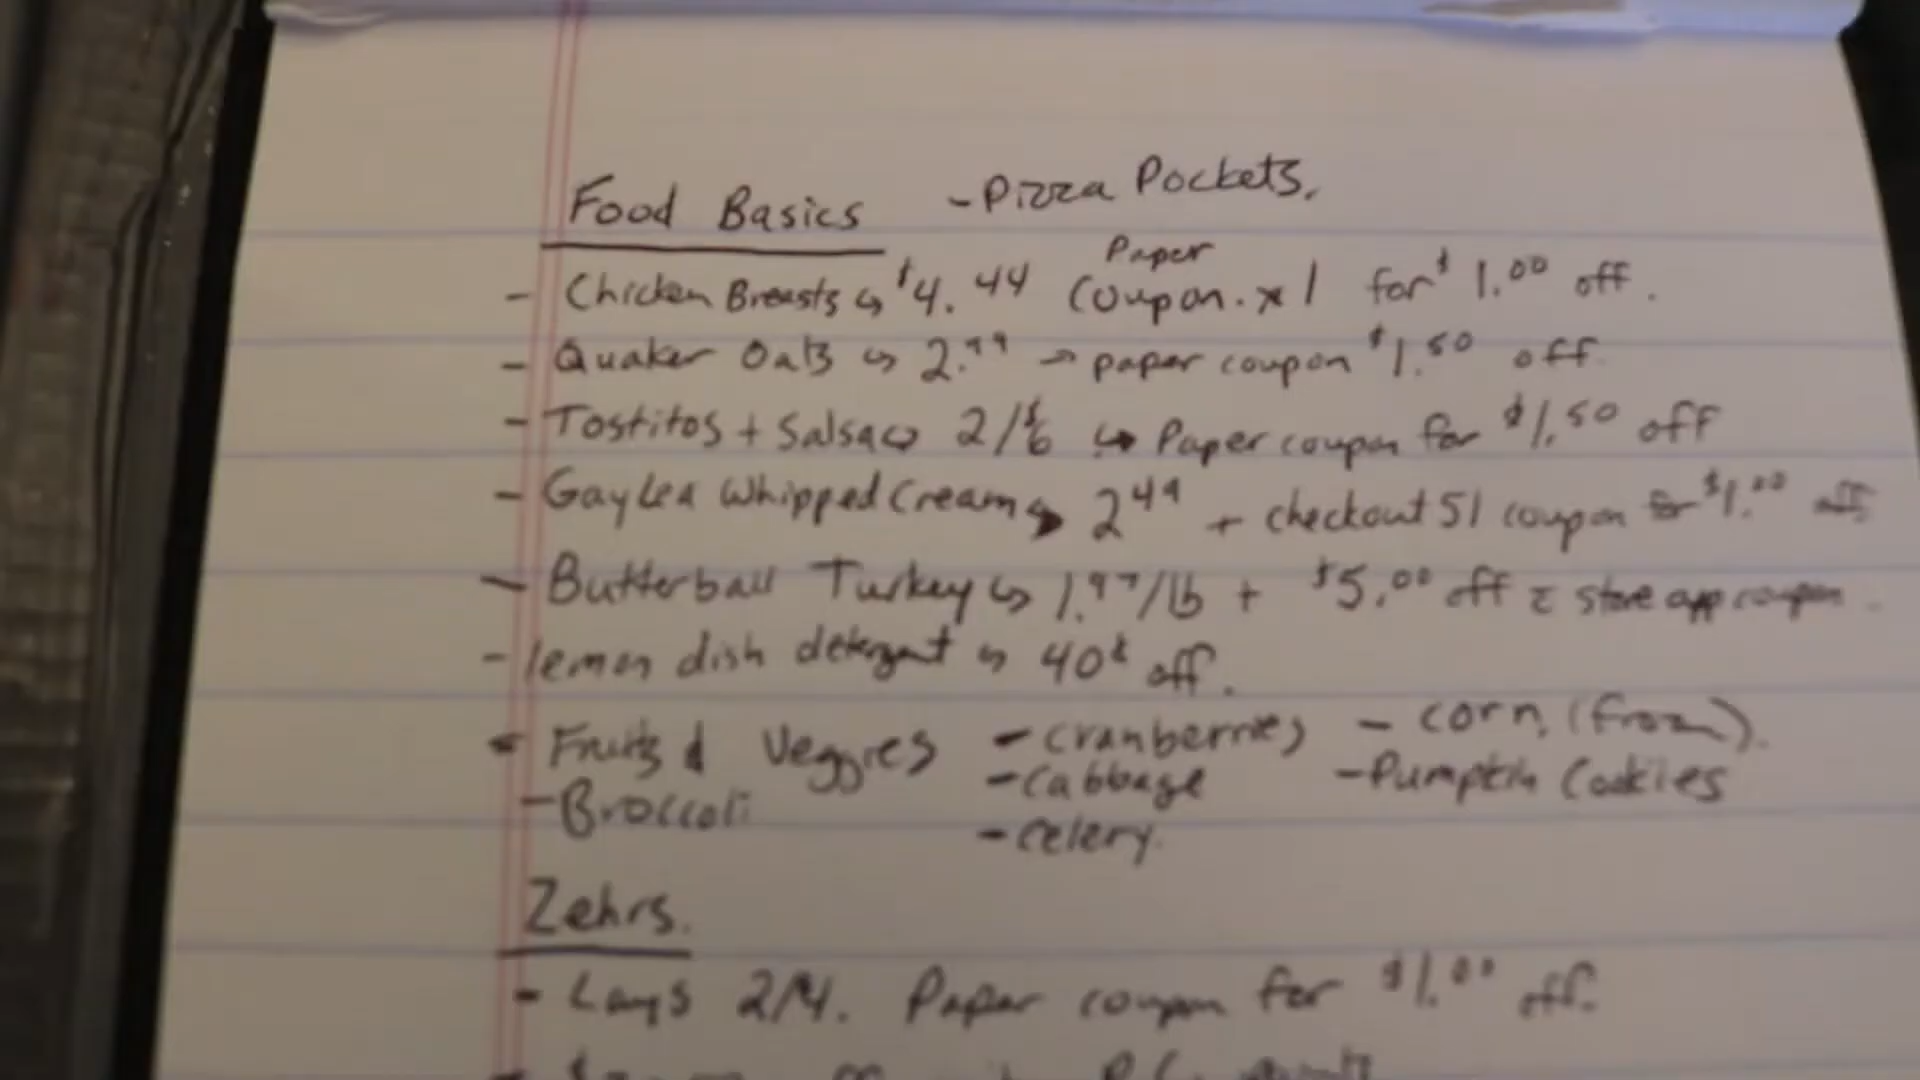 Food Basics - Pizza Pockets.
- Chicken Breasts ↳ $4.44 Paper Coupon. x 1 for $1.00 off.
- Quaker Oats ↳ 2.99 → paper coupon $1.50 off
- Tostitos + Salsa ↳ 2/$6 ↳ Paper coupon for $1.50 off
- Gay Lea Whipped Cream ↳ 2 49 + checkout 51 coupon for $1.00 off
- Butterball Turkey ↳ 1.97/lb + $5.00 off c̄ store app coupon.
- lemon dish detergent ↳ 40¢ off.
- Fruits & Veggies - Cranberries - corn, (frozn).
- Broccoli - Cabbage - Pumpkin Cookies
- Celery.
Zehrs.
- Lays 2/4. Paper coupon for $1.00 off.